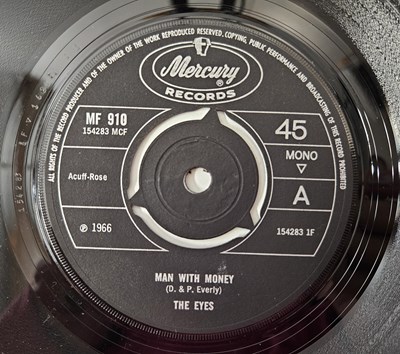 ALL RIGHTS OF THE RECORD PRODUCER AND OF THE OWNER OF THE WORK REPRODUCED RESERVED. COPYING, PUBLIC PERFORMANCE AND BROADCASTING OF THIS RECORD PROHIBITED
Mercury
RECORDS
MF 910
154283 MCF
45
MONO
Acuff-Rose
A
℗ 1966
154283 1F
MAN WITH MONEY
(D. & P. Everly)
THE EYES